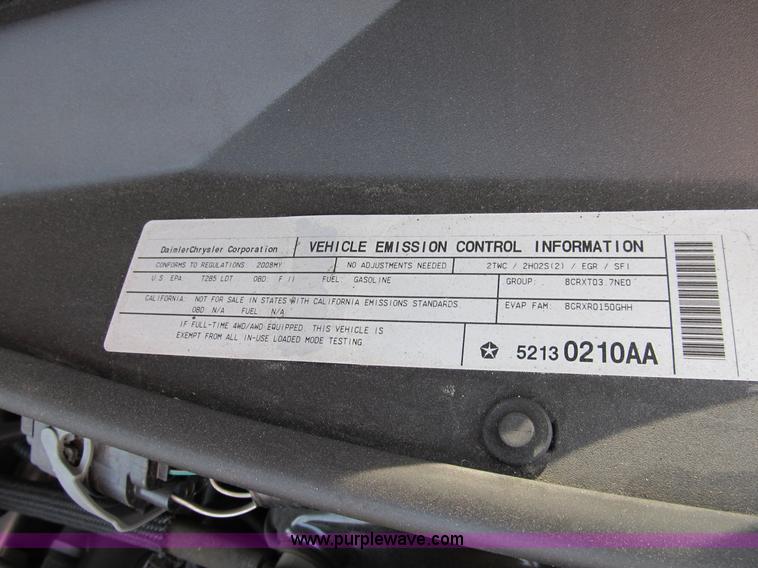 DaimlerChrysler Corporation VEHICLE EMISSION CONTROL INFORMATION
CONFORMS TO REGULATIONS: 2008MY NO ADJUSTMENTS NEEDED 2TWC / 2HO2S(2) / EGR / SFI
U.S. EPA T2B5 LDT OBD: F II FUEL: GASOLINE GROUP: 8CRXT03.7NE0
CALIFORNIA: NOT FOR SALE IN STATES WITH CALIFORNIA EMISSIONS STANDARDS EVAP FAM: 8CRXR0150GHH
OBD: N/A FUEL: N/A
IF FULL-TIME 4WD/AWD EQUIPPED, THIS VEHICLE IS
EXEMPT FROM ALL IN-USE LOADED MODE TESTING. 5213 0210AA
www.purplewave.com